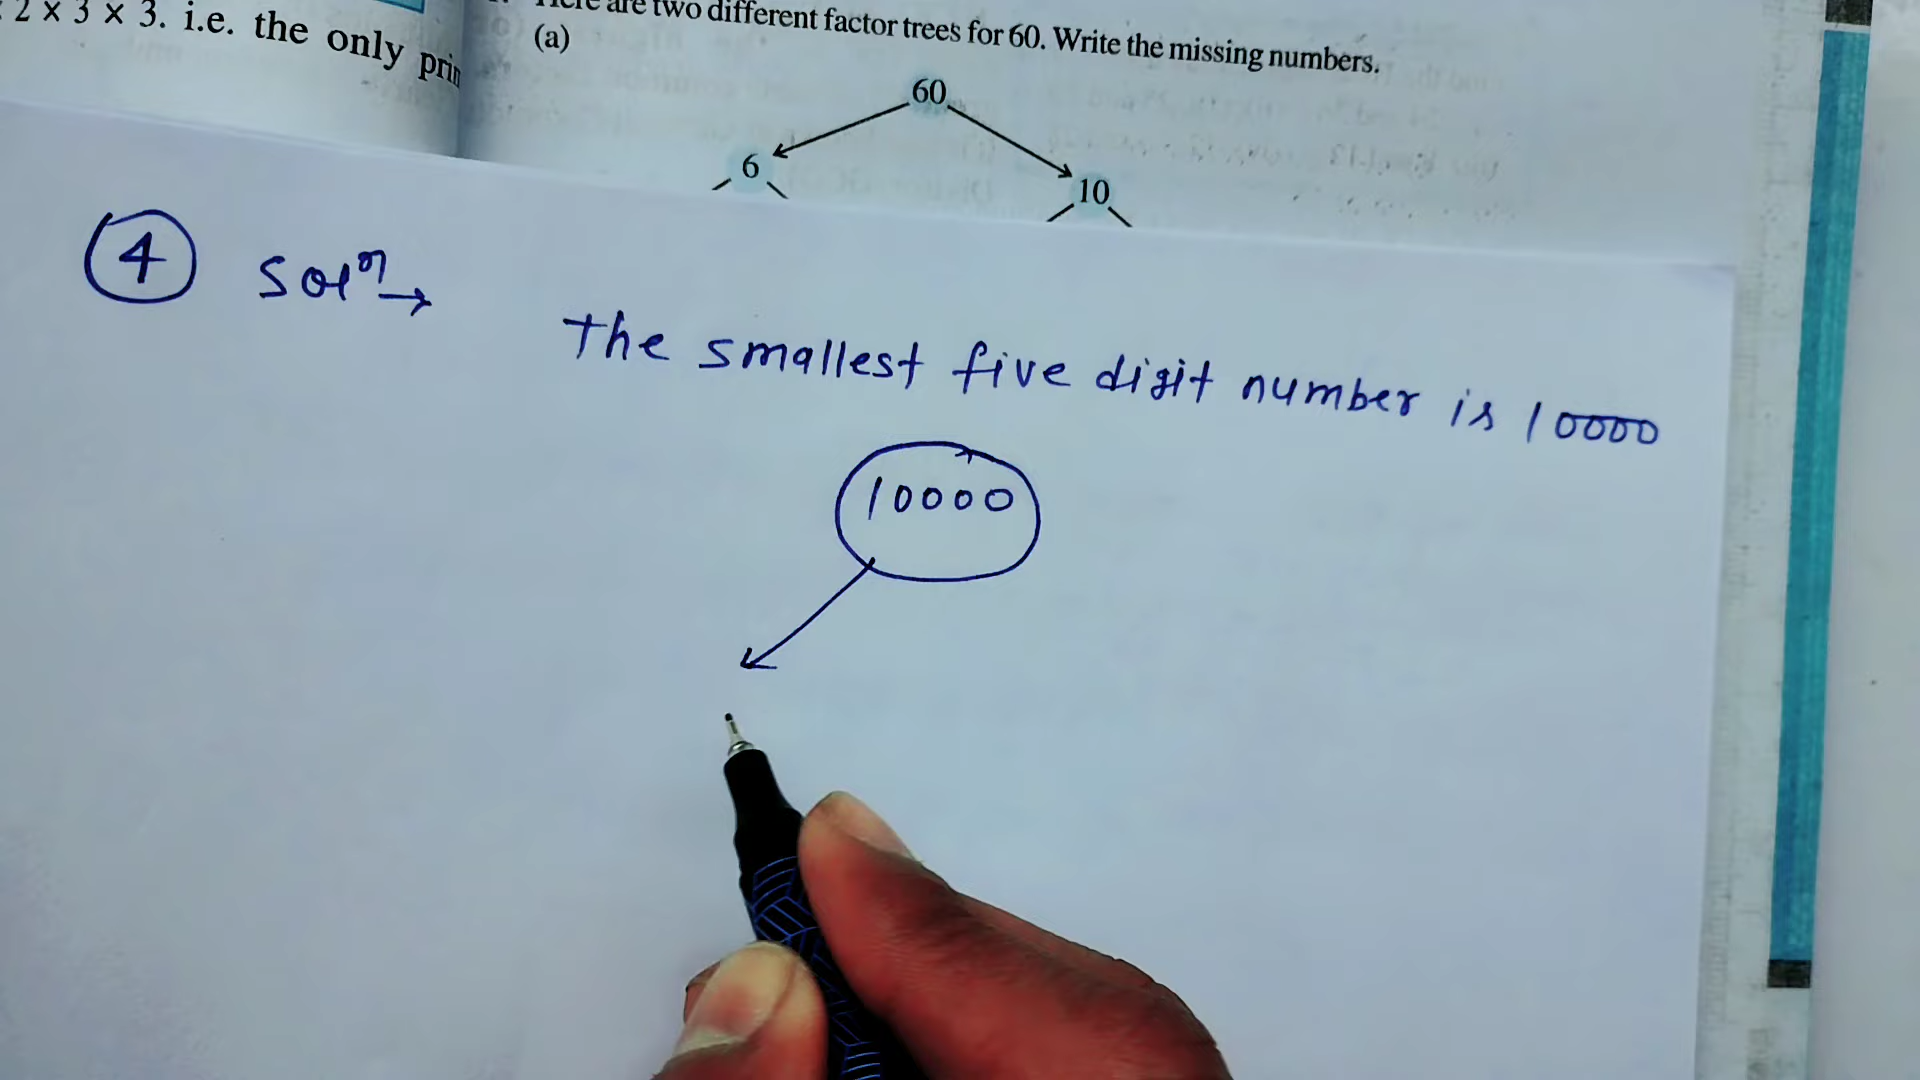 2 × 3 × 3. i.e. the only
are two different factor trees for 60. Write the missing numbers.
(a)
60
6
10
4 Solⁿ→
The smallest five digit number is 10000
10000